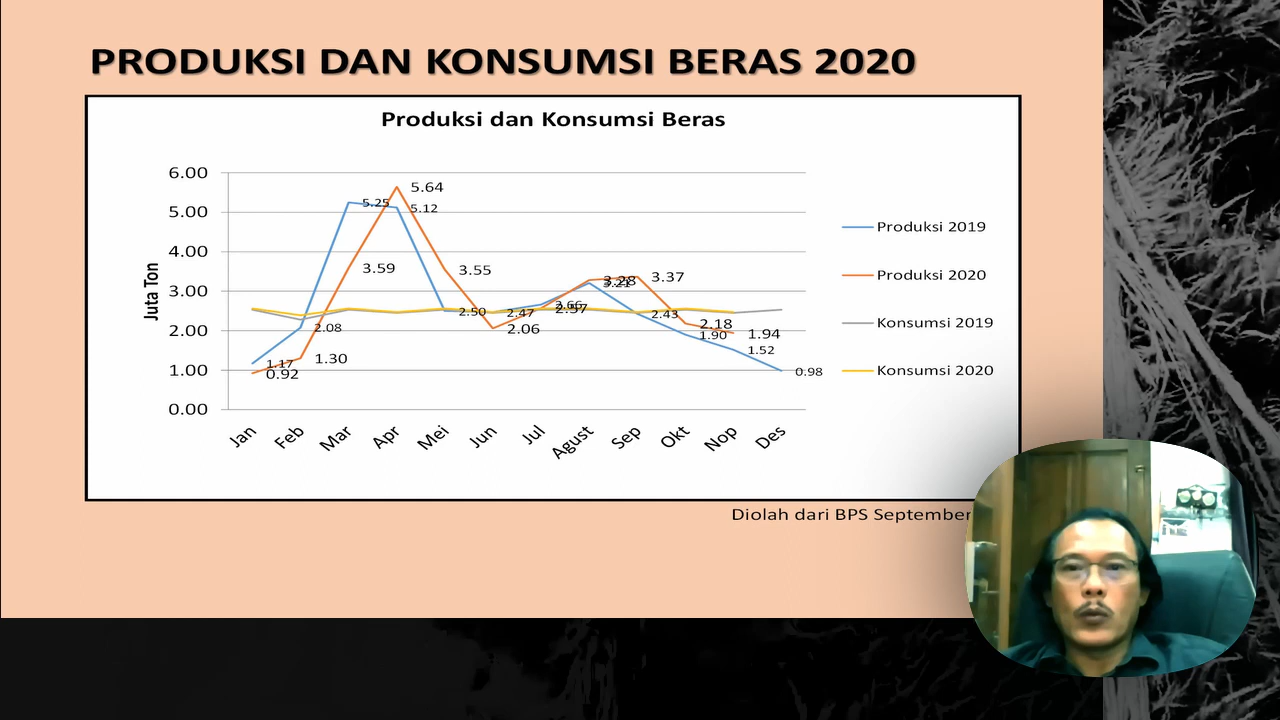 PRODUKSI DAN KONSUMSI BERAS 2020
Produksi dan Konsumsi Beras
Juta Ton
6.00
5.00
4.00
3.00
2.00
1.00
0.00
5.64
5.25
5.12
3.59
3.55
2.50
2.47
2.06
2.66
2.57
3.28
3.21
3.37
2.43
2.18
1.90
1.94
1.52
0.98
2.08
1.30
1.17
0.92
Jan
Feb
Mar
Apr
Mei
Jun
Jul
Agust
Sep
Okt
Nop
Des
Produksi 2019
Produksi 2020
Konsumsi 2019
Konsumsi 2020
Diolah dari BPS September